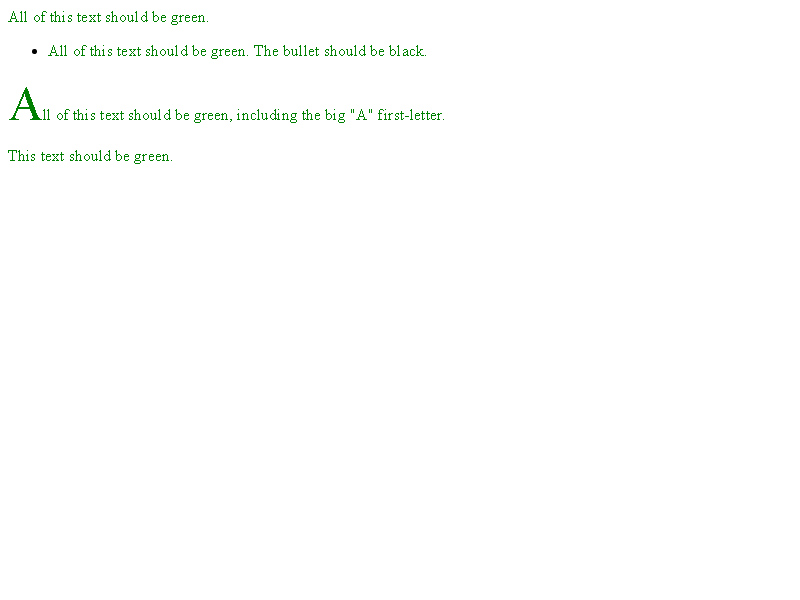 All of this text should be green.
• All of this text should be green. The bullet should be black.
All of this text should be green, including the big "A" first-letter.
This text should be green.